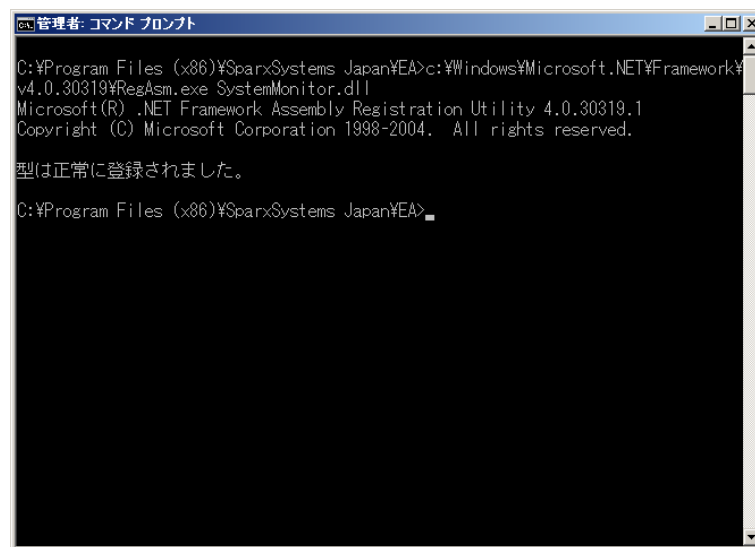 管理者: コマンド プロンプト
C:¥Program Files (x86)¥SparxSystems Japan¥EA>c:¥Windows¥Microsoft.NET¥Framework¥
v4.0.30319¥RegAsm.exe SystemMonitor.dll
Microsoft(R) .NET Framework Assembly Registration Utility 4.0.30319.1
Copyright (C) Microsoft Corporation 1998-2004.  All rights reserved.
型は正常に登録されました。
C:¥Program Files (x86)¥SparxSystems Japan¥EA>